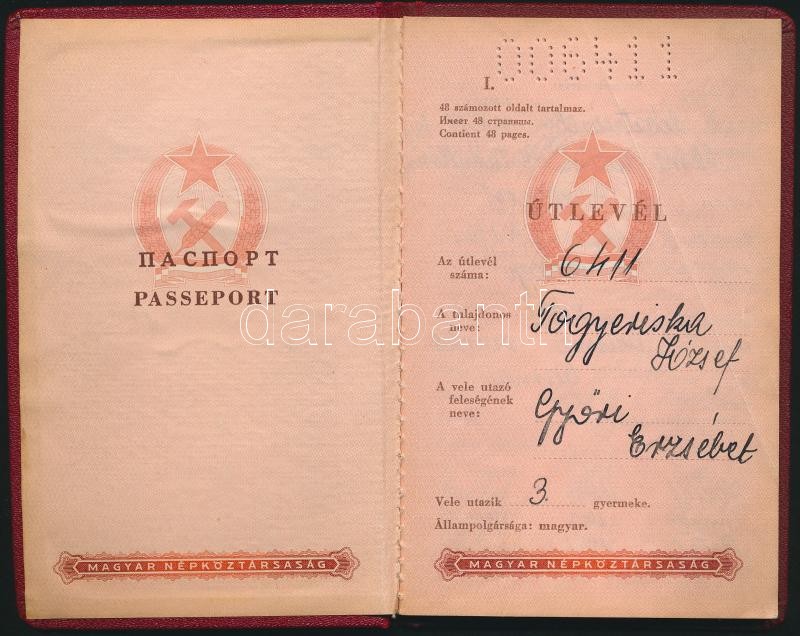 ПАСПОРТ
PASSEPORT
MAGYAR NÉPKÖZTÁRSASÁG
006411
I.
48 számozott oldalt tartalmaz.
Имеет 48 страницы.
Contient 48 pages.
ÚTLEVÉL
Az útlevél
száma: 6411
A tulajdonos
neve: Togyeriska
József
A vele utazó
feleségének
neve: Győri
Erzsébet
Vele utazik 3. gyermeke.
Állampolgársága: magyar.
MAGYAR NÉPKÖZTÁRSASÁG
darabanth